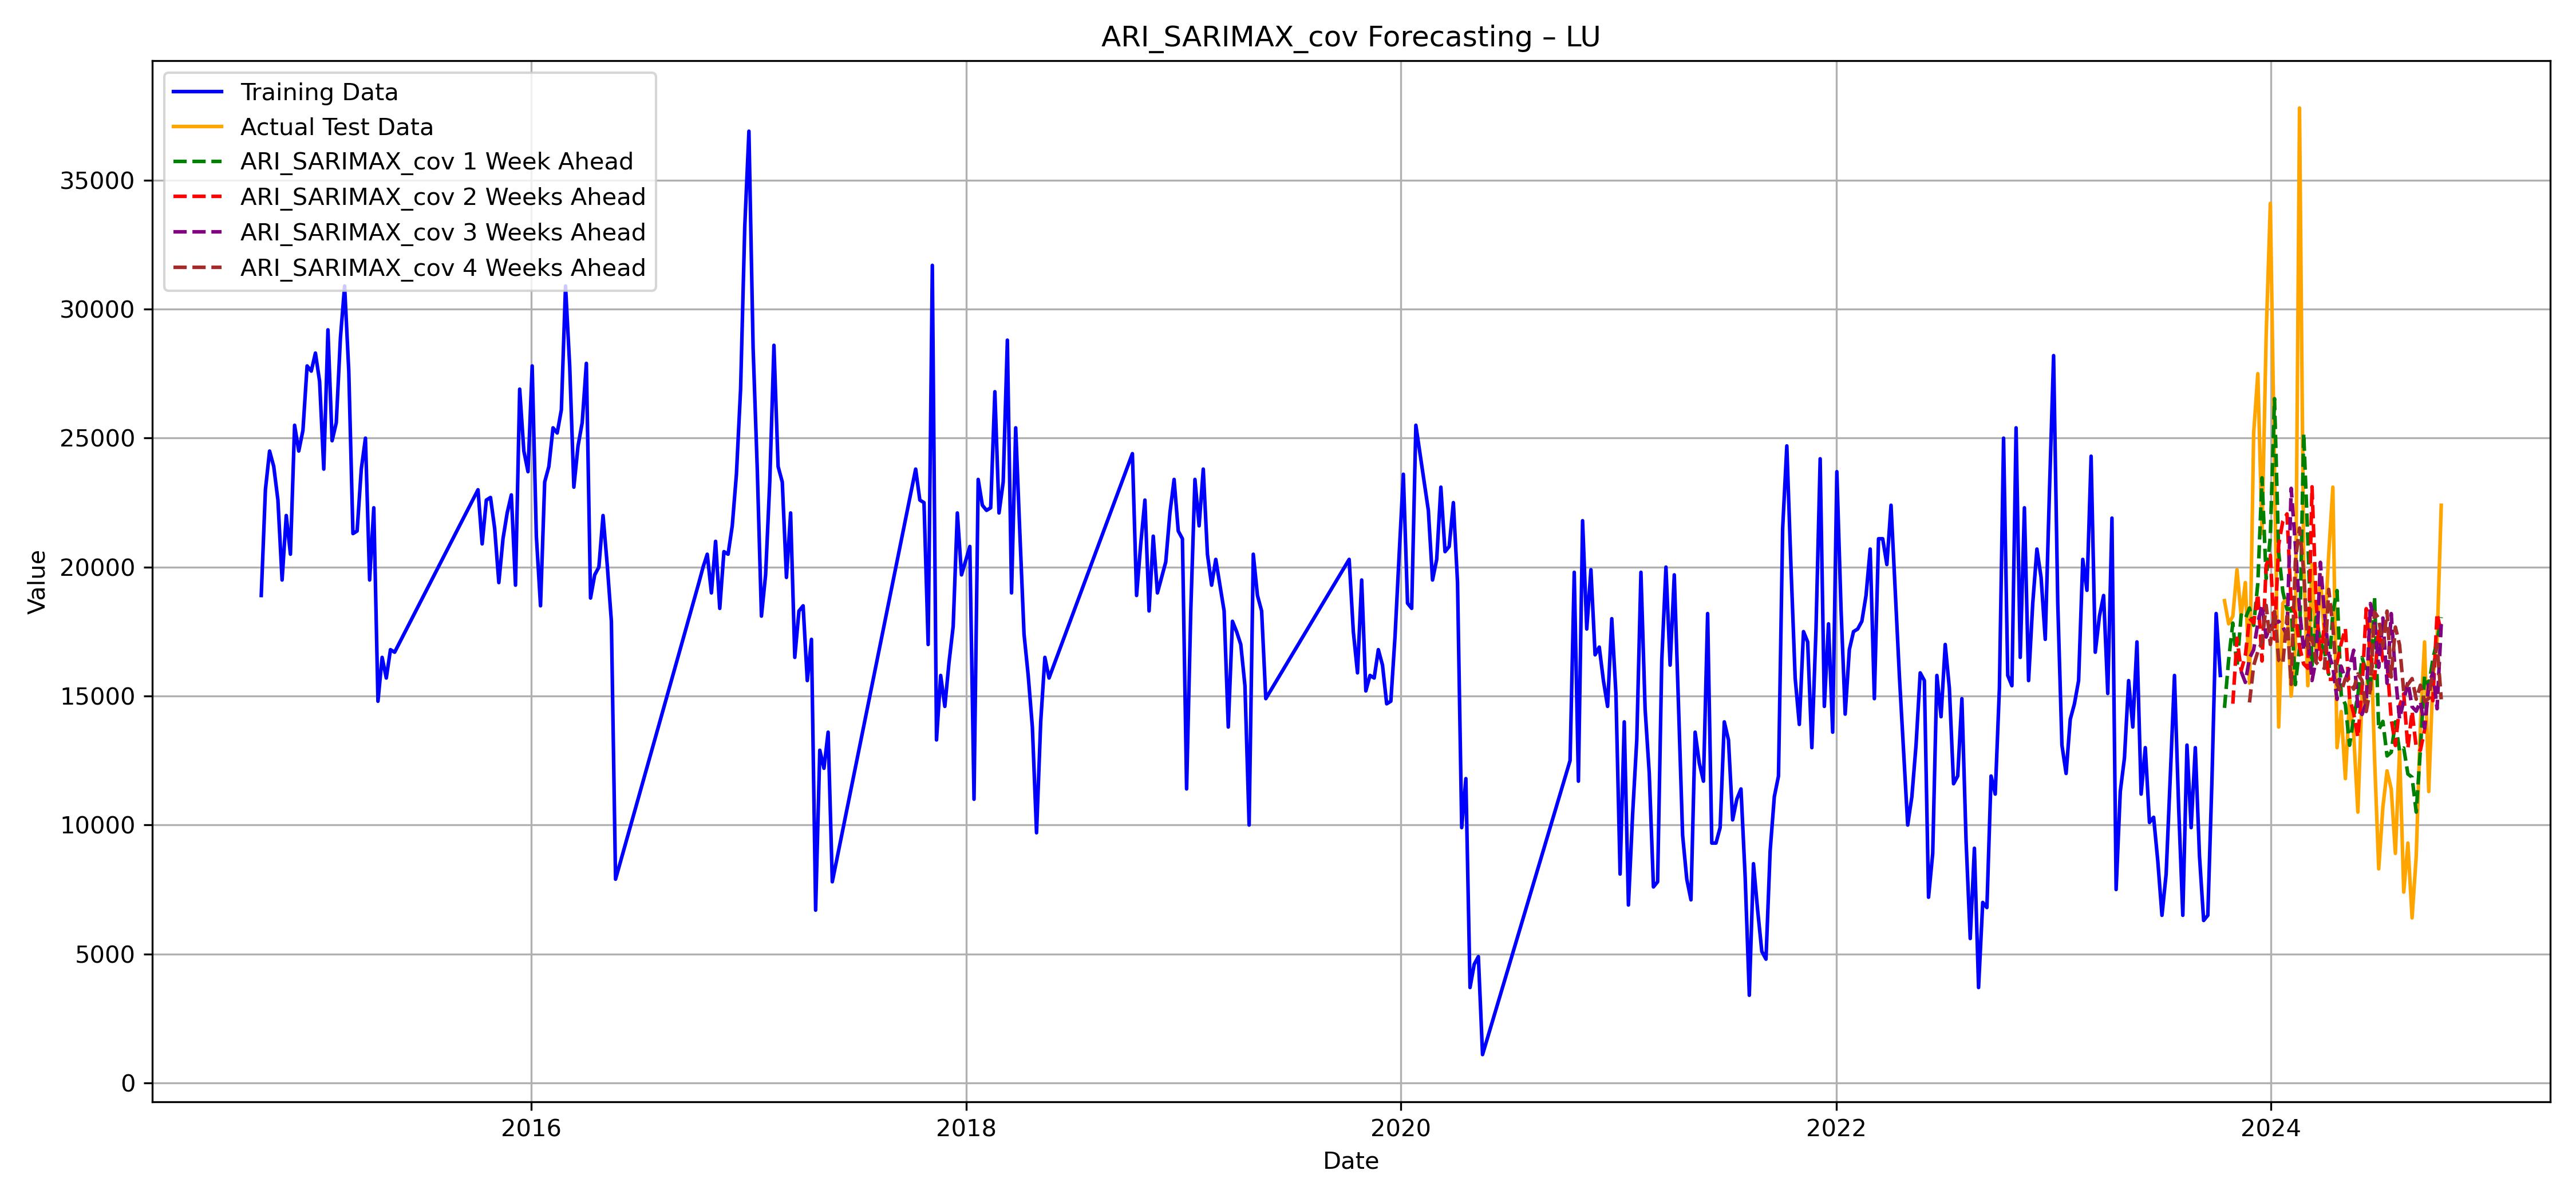 ARI_SARIMAX_cov Forecasting – LU
Training Data
Actual Test Data
ARI_SARIMAX_cov 1 Week Ahead
ARI_SARIMAX_cov 2 Weeks Ahead
ARI_SARIMAX_cov 3 Weeks Ahead
ARI_SARIMAX_cov 4 Weeks Ahead
Value
35000
30000
25000
20000
15000
10000
5000
0
2016
2018
2020
2022
2024
Date